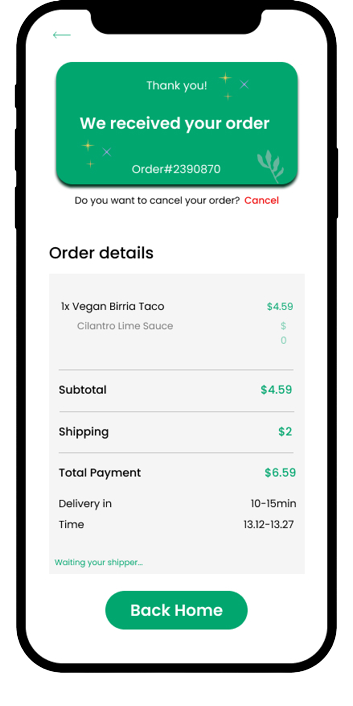 Thank you!
We received your order
Order#2390870
Do you want to cancel your order? Cancel
Order details
1x Vegan Birria Taco $4.59
Cilantro Lime Sauce $
0
Subtotal $4.59
Shipping $2
Total Payment $6.59
Delivery in 10-15min
Time 13.12-13.27
Waiting your shipper...
Back Home